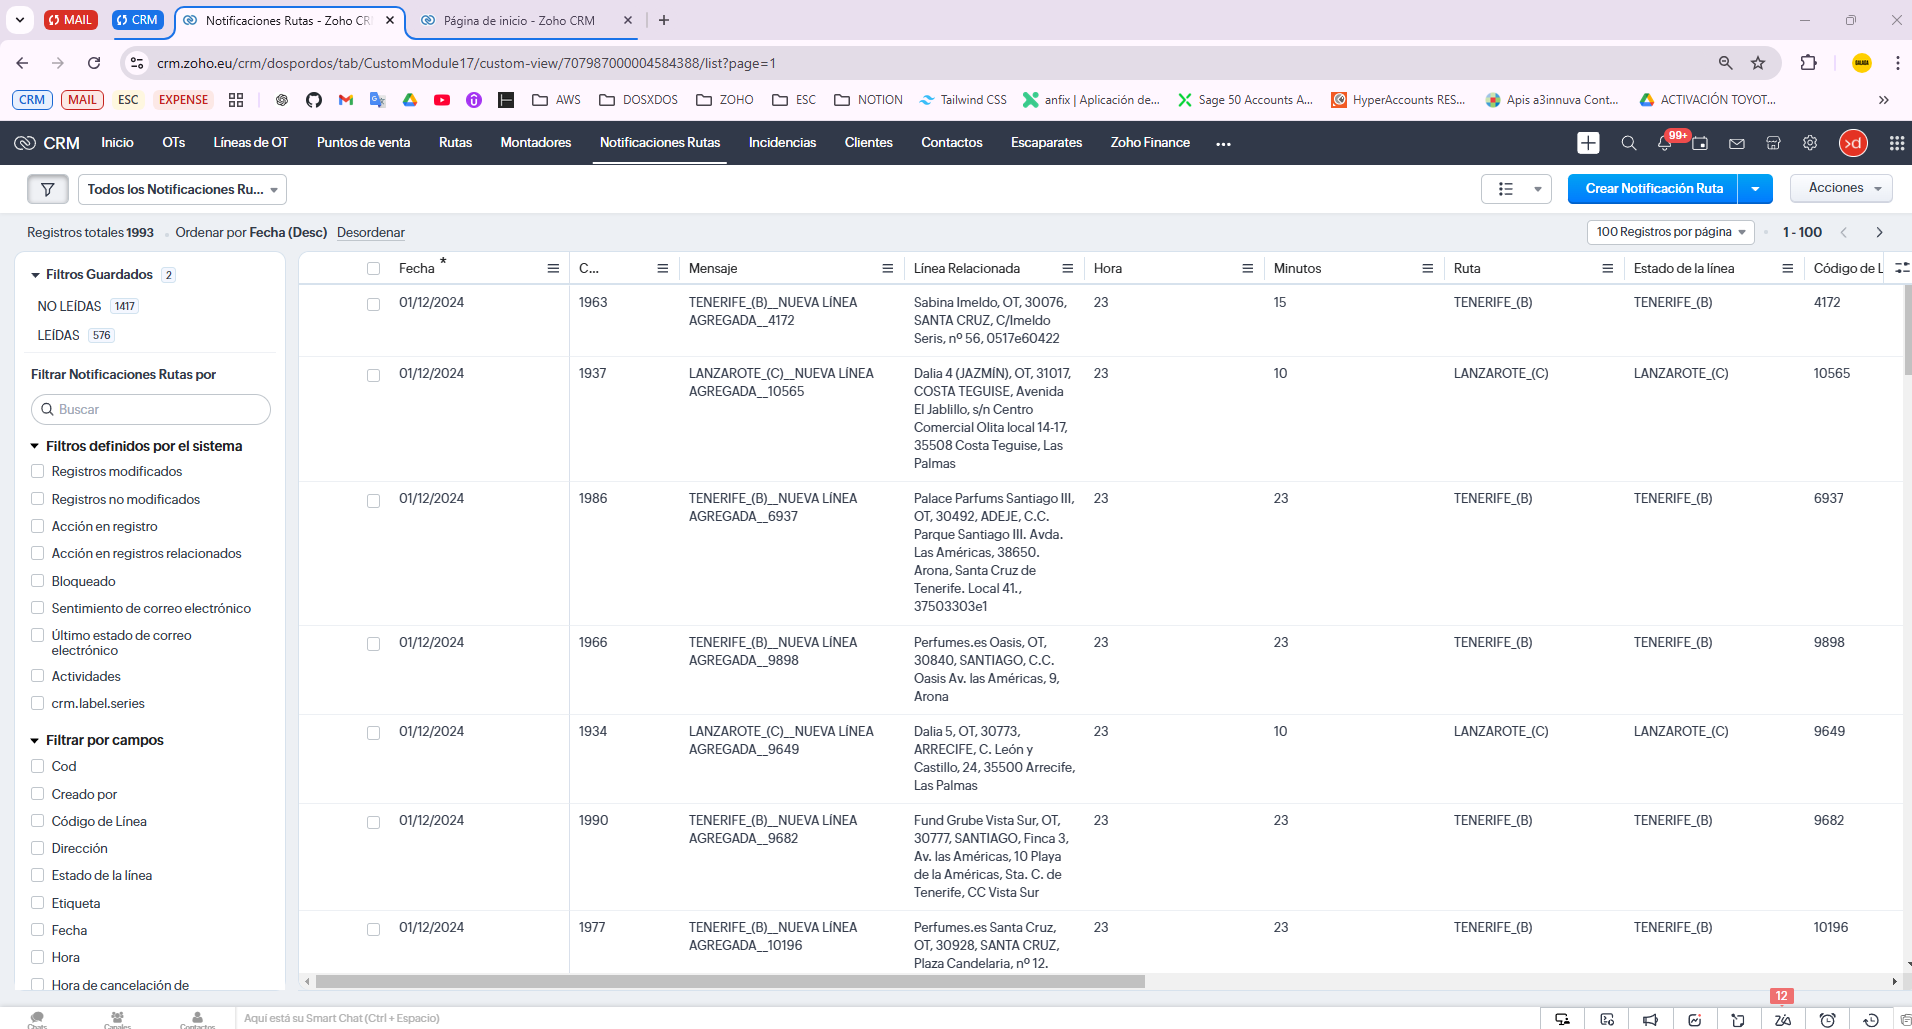 MAIL
CRM
Notificaciones Rutas - Zoho CR
Página de inicio - Zoho CRM
crm.zoho.eu/crm/dospordos/tab/CustomModule17/custom-view/707987000004584388/list?page=1
CRM MAIL ESC EXPENSE AWS DOSXDOS ZOHO ESC NOTION Tailwind CSS anfix | Aplicación de... Sage 50 Accounts A... HyperAccounts RES... Apis a3innuva Cont... ACTIVACIÓN TOYOT...
CRM Inicio OTs Líneas de OT Puntos de venta Rutas Montadores Notificaciones Rutas Incidencias Clientes Contactos Escaparates Zoho Finance ... 99+
Todos los Notificaciones Ru...
Crear Notificación Ruta
Acciones
Registros totales 1993 Ordenar por Fecha (Desc) Desordenar
100 Registros por página 1 - 100
Filtros Guardados 2
NO LEÍDAS 1417
LEÍDAS 576
Filtrar Notificaciones Rutas por
Buscar
Filtros definidos por el sistema
Registros modificados
Registros no modificados
Acción en registro
Acción en registros relacionados
Bloqueado
Sentimiento de correo electrónico
Último estado de correo
electrónico
Actividades
crm.label.series
Filtrar por campos
Cod
Creado por
Código de Línea
Dirección
Estado de la línea
Etiqueta
Fecha
Hora
Hora de cancelación de
Fecha * C... Mensaje Línea Relacionada Hora Minutos Ruta Estado de la línea Código de L
01/12/2024 1963 TENERIFE_(B)__NUEVA LÍNEA Sabina Imeldo, OT, 30076, 23 15 TENERIFE_(B) TENERIFE_(B) 4172
AGREGADA__4172 SANTA CRUZ, C/Imeldo
Seris, nº 56, 0517e60422
01/12/2024 1937 LANZAROTE_(C)__NUEVA LÍNEA Dalia 4 (JAZMÍN), OT, 31017, 23 10 LANZAROTE_(C) LANZAROTE_(C) 10565
AGREGADA__10565 COSTA TEGUISE, Avenida
El Jablillo, s/n Centro
Comercial Olita local 14-17,
35508 Costa Teguise, Las
Palmas
01/12/2024 1986 TENERIFE_(B)__NUEVA LÍNEA Palace Parfums Santiago III, 23 23 TENERIFE_(B) TENERIFE_(B) 6937
AGREGADA__6937 OT, 30492, ADEJE, C.C.
Parque Santiago III. Avda.
Las Américas, 38650.
Arona, Santa Cruz de
Tenerife. Local 41.,
37503303e1
01/12/2024 1966 TENERIFE_(B)__NUEVA LÍNEA Perfumes.es Oasis, OT, 23 23 TENERIFE_(B) TENERIFE_(B) 9898
AGREGADA__9898 30840, SANTIAGO, C.C.
Oasis Av. las Américas, 9,
Arona
01/12/2024 1934 LANZAROTE_(C)__NUEVA LÍNEA Dalia 5, OT, 30773, 23 10 LANZAROTE_(C) LANZAROTE_(C) 9649
AGREGADA__9649 ARRECIFE, C. León y
Castillo, 24, 35500 Arrecife,
Las Palmas
01/12/2024 1990 TENERIFE_(B)__NUEVA LÍNEA Fund Grube Vista Sur, OT, 23 23 TENERIFE_(B) TENERIFE_(B) 9682
AGREGADA__9682 30777, SANTIAGO, Finca 3,
Av. las Américas, 10 Playa
de la Américas, Sta. C. de
Tenerife, CC Vista Sur
01/12/2024 1977 TENERIFE_(B)__NUEVA LÍNEA Perfumes.es Santa Cruz, 23 23 TENERIFE_(B) TENERIFE_(B) 10196
AGREGADA__10196 OT, 30928, SANTA CRUZ,
Plaza Candelaria, nº 12.
12
Chats Canales Contactos Aquí está su Smart Chat (Ctrl + Espacio)